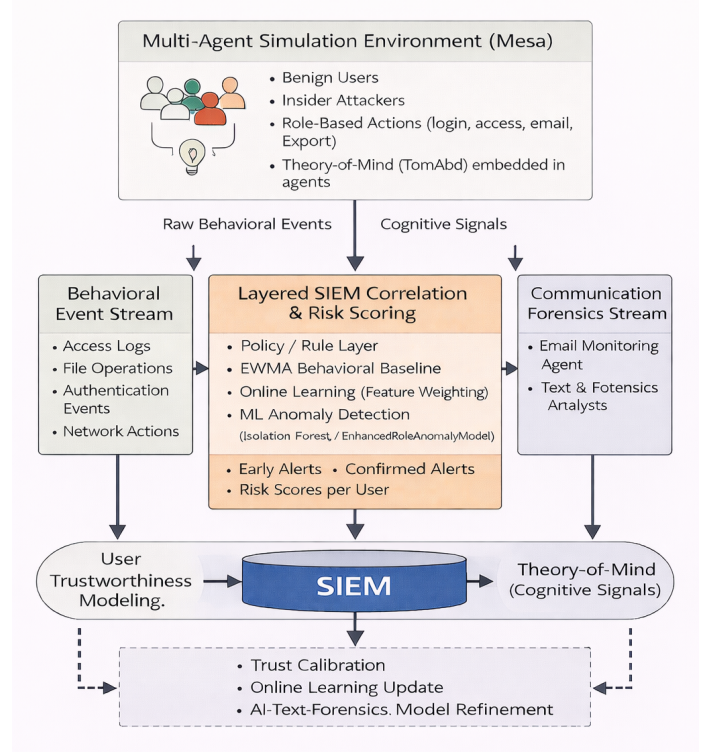 Multi-Agent Simulation Environment (Mesa)
• Benign Users
• Insider Attackers
• Role-Based Actions (login, access, email,
Export)
• Theory-of-Mind (TomAbd) embedded in
agents
Raw Behavioral Events
Cognitive Signals
Behavioral
Event Stream
• Access Logs
• File Operations
• Authentication
Events
• Network Actions
Layered SIEM Correlation
& Risk Scoring
• Policy / Rule Layer
• EWMA Behavioral Baseline
• Online Learning (Feature Weighting)
• ML Anomaly Detection
(Isolation Forest, / EnhancedRoleAnomalyModel)
• Early Alerts • Confirmed Alerts
• Risk Scores per User
Communication
Forensics Stream
• Email Monitoring
Agent
• Text & Fotensics
Analysts
User
Trustworthiness
Modeling.
SIEM
Theory-of-Mind
(Cognitive Signals)
• Trust Calibration
• Online Learning Update
• AI-Text-Forensics. Model Refinement